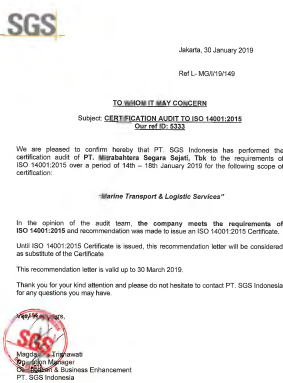 SGS
Jakarta, 30 January 2019
Ref L- MG/I/19/149
TO WHOM IT MAY CONCERN
Subject: CERTIFICATION AUDIT TO ISO 14001:2015
Our ref ID: 5333
We are pleased to confirm hereby that PT. SGS Indonesia has performed the
certification audit of PT. Mitrabahtera Segara Sejati, Tbk to the requirements of
ISO 14001:2015 over a period of 14th – 18th January 2019 for the following scope of
certification:
"Marine Transport & Logistic Services"
In the opinion of the audit team, the company meets the requirements of
ISO 14001:2015 and recommendation was made to issue an ISO 14001:2015 Certificate.
Until ISO 14001:2015 Certificate is issued, this recommendation letter will be considered
as substitute of the Certificate
This recommendation letter is valid up to 30 March 2019.
Thank you for your kind attention and please do not hesitate to contact PT. SGS Indonesia
for any questions you may have.
SGS
Manager
& Business Enhancement
PT. SGS Indonesia